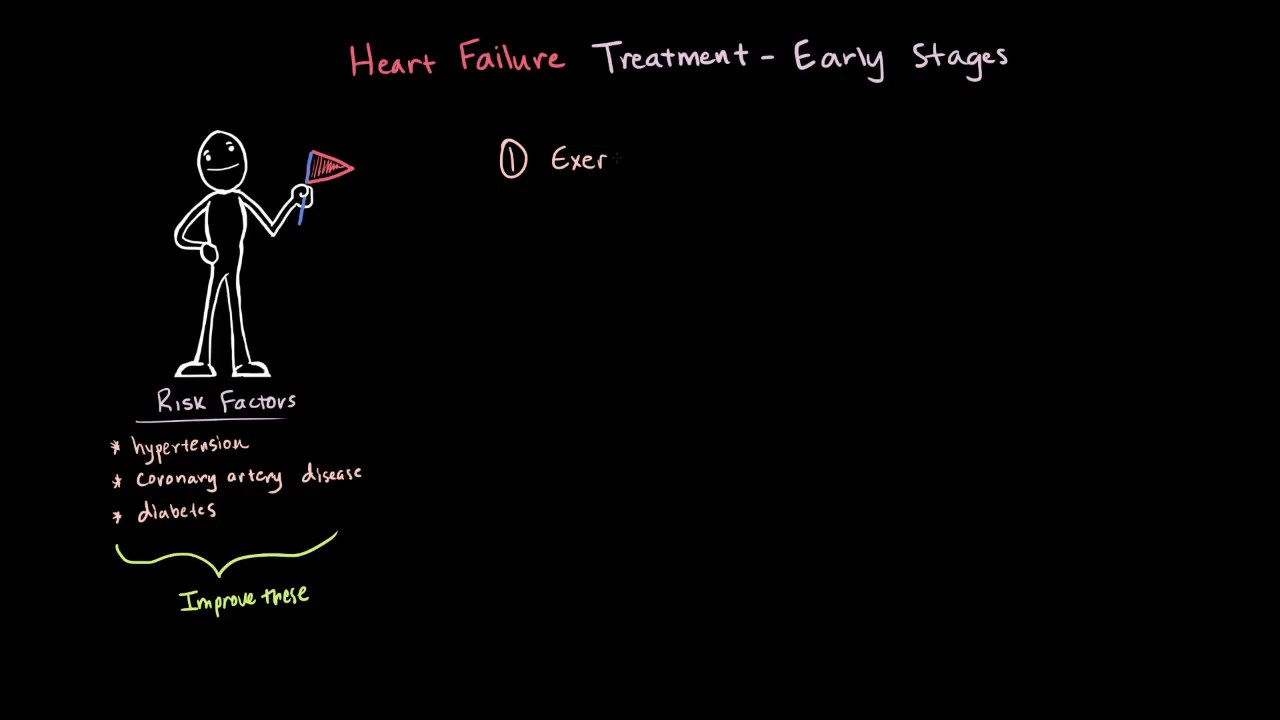 Heart Failure Treatment - Early Stages
① Exer
Risk Factors
* hypertension
* coronary artery disease
* diabetes
Improve these